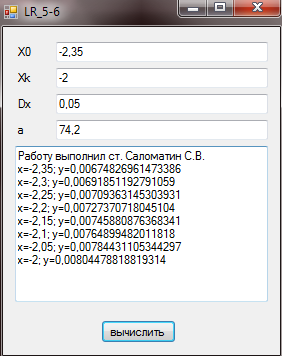 LR_5-6
X0 -2,35
Xk -2
Dx 0,05
a 74,2
Работу выполнил ст. Саломатин С.В.
x=-2,35; y=0,00674826961473386
x=-2,3; y=0,00691851192791059
x=-2,25; y=0,00709363145303931
x=-2,2; y=0,00727370718045104
x=-2,15; y=0,00745880876368341
x=-2,1; y=0,00764899482011818
x=-2,05; y=0,00784431105344297
x=-2; y=0,00804478818819314
вычислить